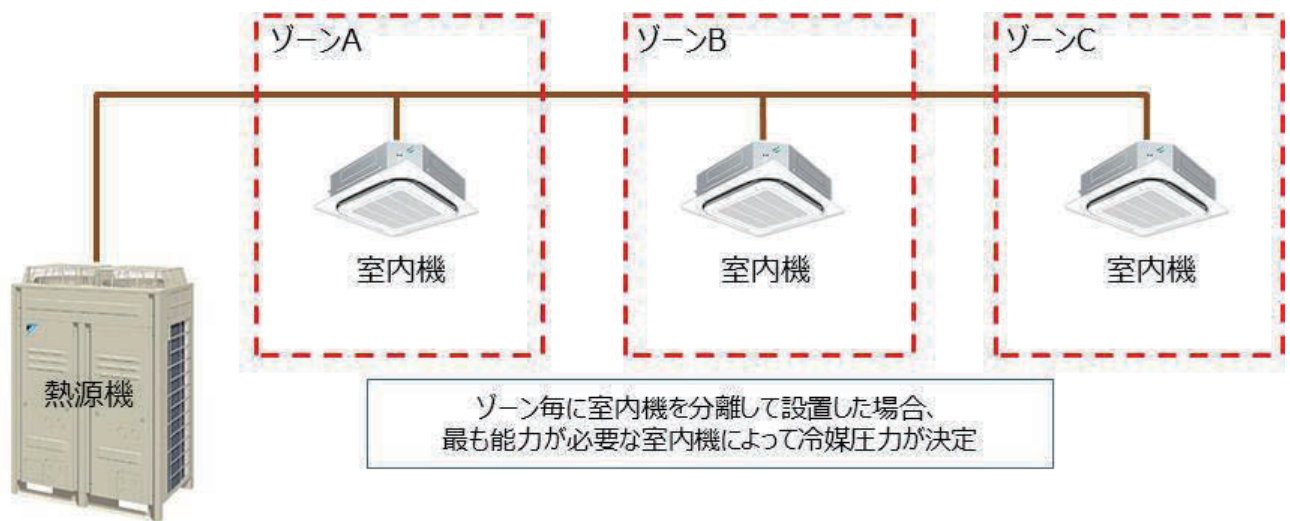 ゾーンA
ゾーンB
ゾーンC
室内機
室内機
室内機
熱源機
ゾーン毎に室内機を分離して設置した場合、
最も能力が必要な室内機によって冷媒圧力が決定